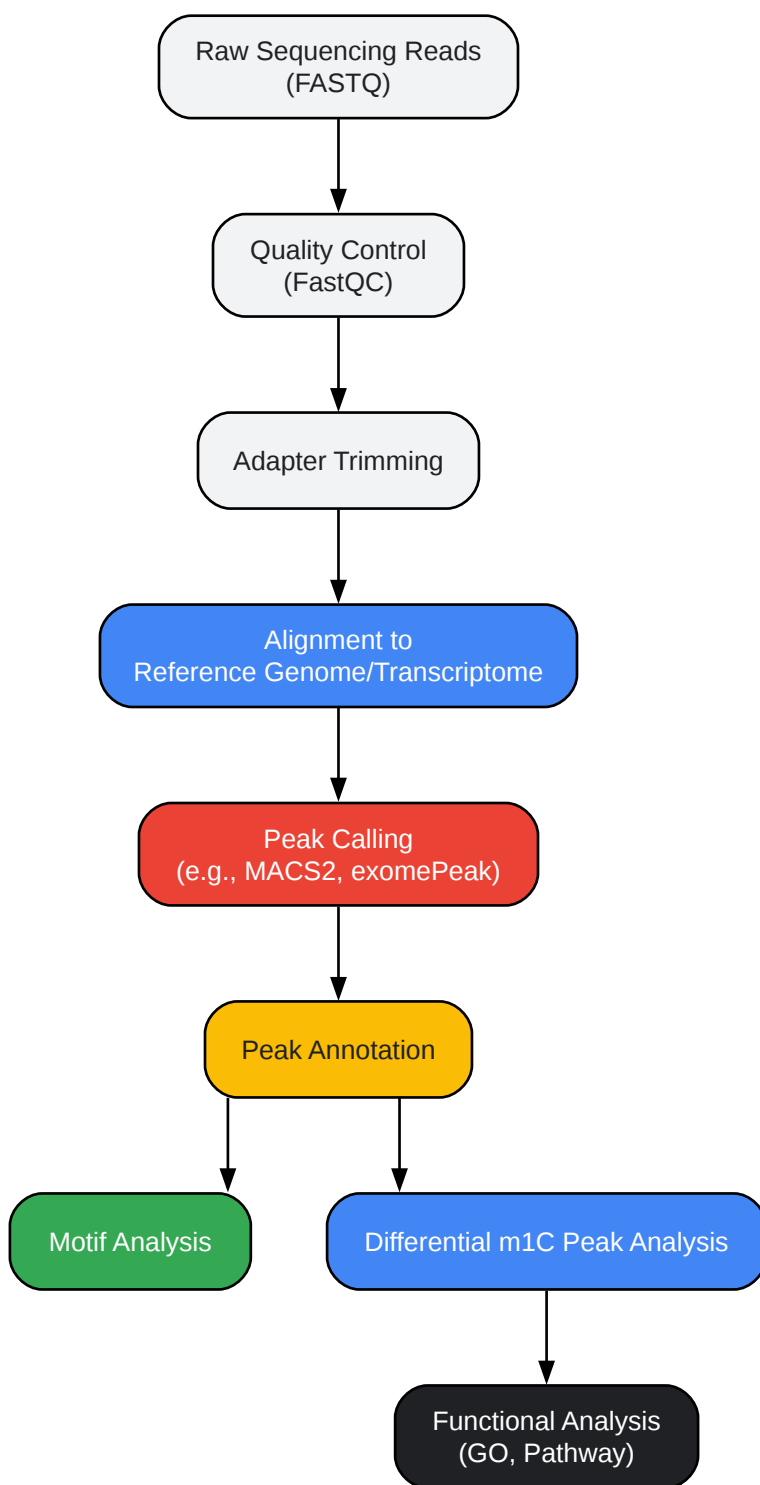 Raw Sequencing Reads
(FASTQ)
Quality Control
(FastQC)
Adapter Trimming
Alignment to
Reference Genome/Transcriptome
Peak Calling
(e.g., MACS2, exomePeak)
Peak Annotation
Motif Analysis
Differential m1C Peak Analysis
Functional Analysis
(GO, Pathway)